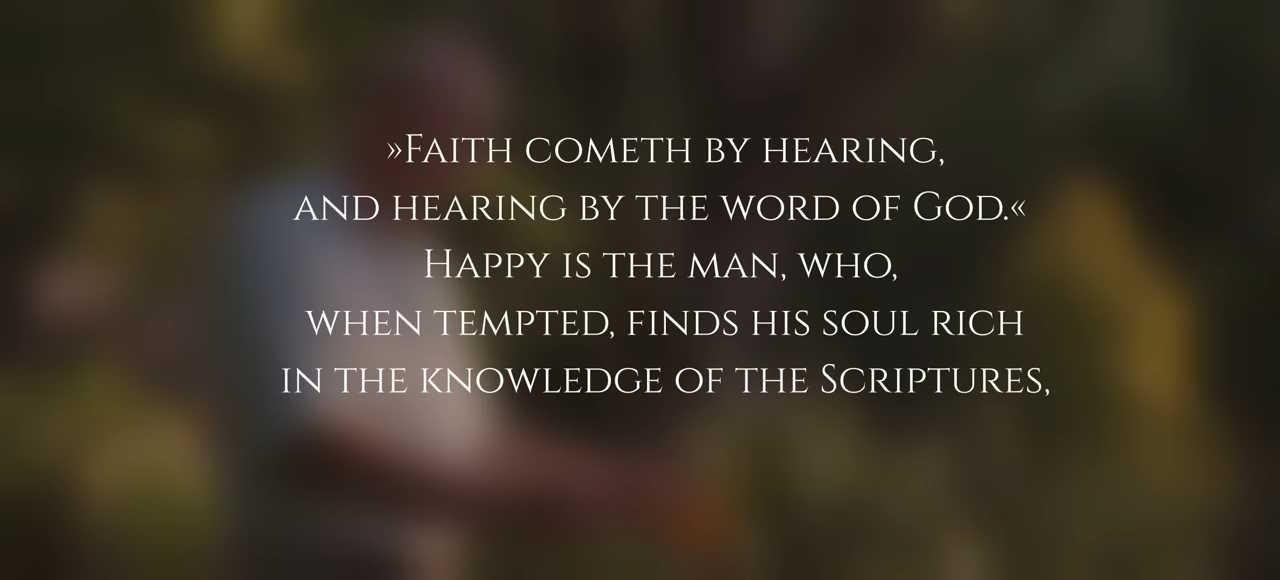 »Faith cometh by hearing,
and hearing by the word of God.«
Happy is the man, who,
when tempted, finds his soul rich
in the knowledge of the Scriptures,